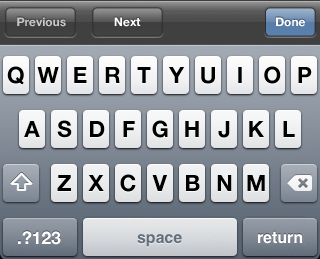 Previous Next Done
Q W E R T Y U I O P
A S D F G H J K L
Z X C V B N M
.?123 space return